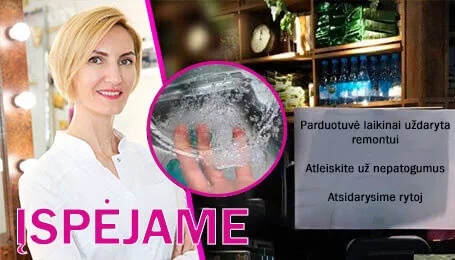 Parduotuvė laikinai uždaryta
remontui
Atleiskite už nepatogumus
Atsidarysime rytoj
ĮSPĖJAME